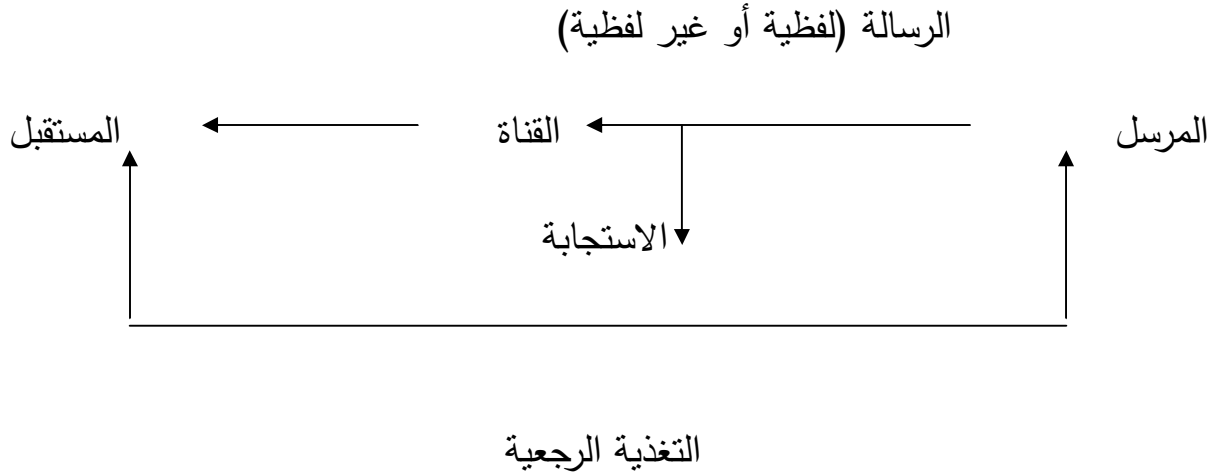 الرسالة (لفظية أو غير لفظية)
المرسل القناة المستقبل
الاستجابة
التغذية الرجعية